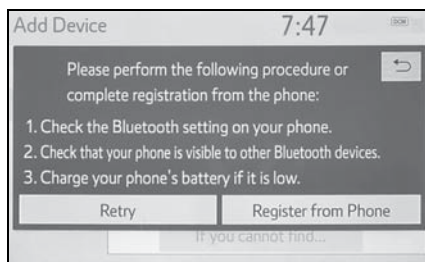 Add Device
7:47
DCM
Please perform the following procedure or
complete registration from the phone:
1. Check the Bluetooth setting on your phone.
2. Check that your phone is visible to other Bluetooth devices.
3. Charge your phone's battery if it is low.
Retry
Register from Phone
If you cannot find...